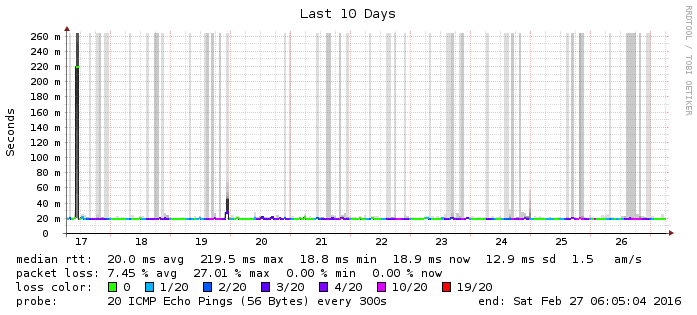 Last 10 Days
RRDTOOL / TOBI OETIKER
Seconds
260 m
240 m
220 m
200 m
180 m
160 m
140 m
120 m
100 m
80 m
60 m
40 m
20 m
0
17 18 19 20 21 22 23 24 25 26
median rtt: 20.0 ms avg 219.5 ms max 18.8 ms min 18.9 ms now 12.9 ms sd 1.5 am/s
packet loss: 7.45 % avg 27.01 % max 0.00 % min 0.00 % now
loss color: 0 1/20 2/20 3/20 4/20 10/20 19/20
probe: 20 ICMP Echo Pings (56 Bytes) every 300s end: Sat Feb 27 06:05:04 2016